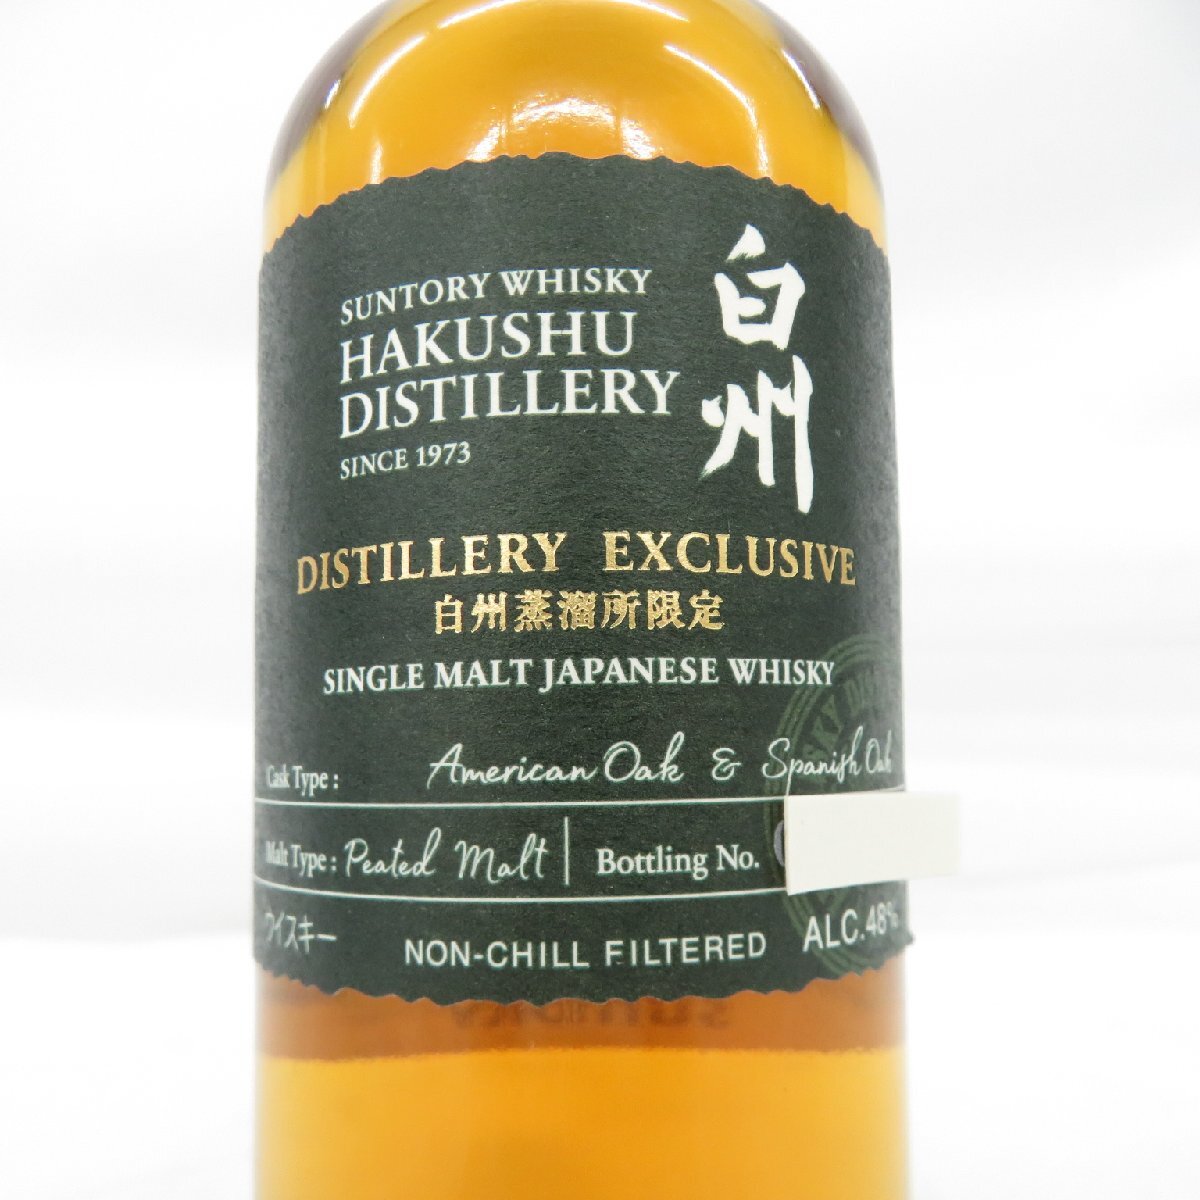 SUNTORY WHISKY
HAKUSHU
DISTILLERY
SINCE 1973
白州
DISTILLERY EXCLUSIVE
白州蒸溜所限定
SINGLE MALT JAPANESE WHISKY
Cask Type : American Oak & Spanish Oak
Malt Type : Peated Malt | Bottling No.
ウイスキー NON-CHILL FILTERED ALC.48%